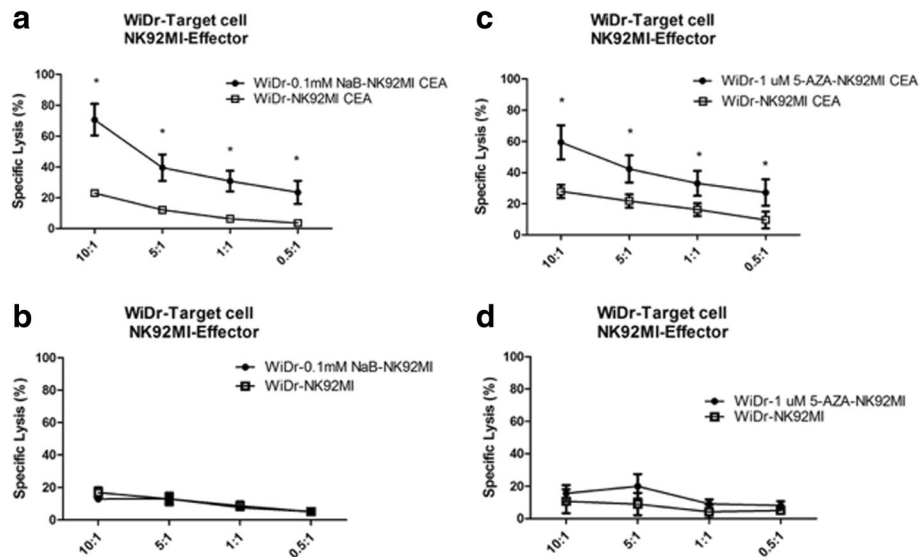 a
WiDr-Target cell
NK92MI-Effector
WiDr-0.1mM NaB-NK92MI CEA
WiDr-NK92MI CEA
Specific Lysis (%)
100
80
60
40
20
0
* * * *
10:1 5:1 1:1 0.5:1
c
WiDr-Target cell
NK92MI-Effector
WiDr-1 uM 5-AZA-NK92MI CEA
WiDr-NK92MI CEA
Specific Lysis (%)
100
80
60
40
20
0
* * * *
10:1 5:1 1:1 0.5:1
b
WiDr-Target cell
NK92MI-Effector
WiDr-0.1mM NaB-NK92MI
WiDr-NK92MI
Specific Lysis (%)
100
80
60
40
20
0
10:1 5:1 1:1 0.5:1
d
WiDr-Target cell
NK92MI-Effector
WiDr-1 uM 5-AZA-NK92MI
WiDr-NK92MI
Specific Lysis (%)
100
80
60
40
20
0
10:1 5:1 1:1 0.5:1